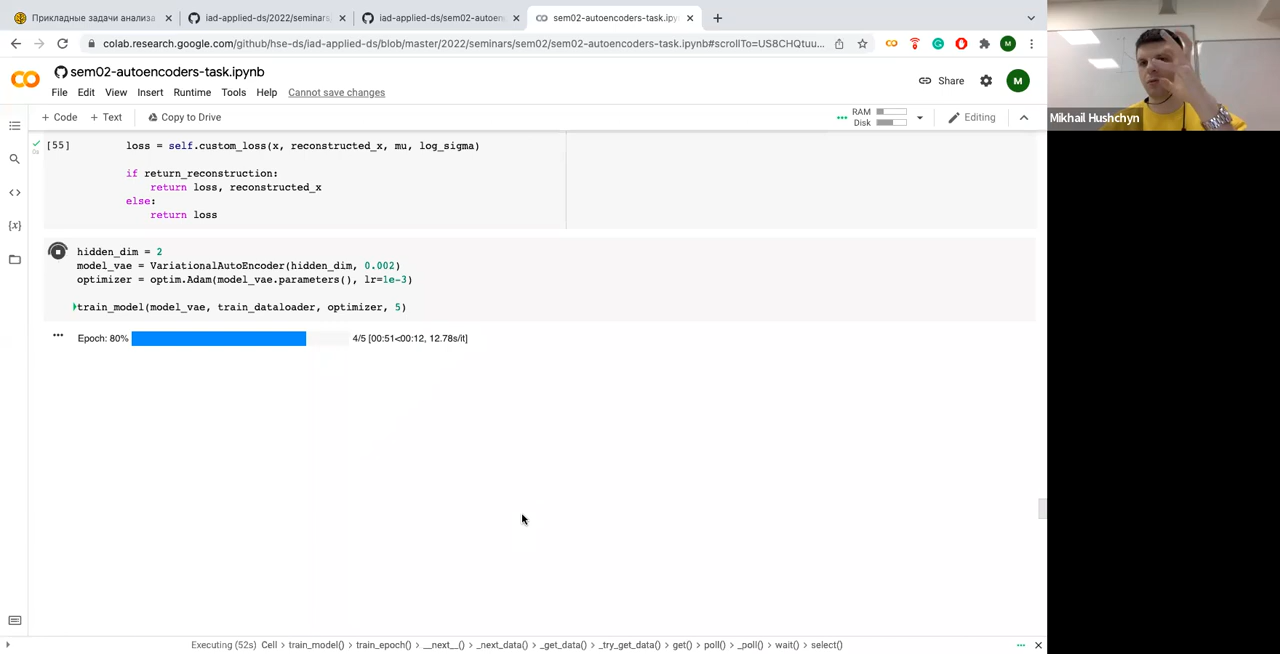 Прикладные задачи анализа
iad-applied-ds/2022/seminars
iad-applied-ds/sem02-autoen
sem02-autoencoders-task.ipy
colab.research.google.com/github/hse-ds/iad-applied-ds/blob/master/2022/seminars/sem02/sem02-autoencoders-task.ipynb#scrollTo=US8CHQtuu...
M
sem02-autoencoders-task.ipynb
Share
M
File Edit View Insert Runtime Tools Help Cannot save changes
+ Code + Text Copy to Drive
RAM
Disk
Editing
Mikhail Hushchyn
[55] loss = self.custom_loss(x, reconstructed_x, mu, log_sigma)
0s
if return_reconstruction:
return loss, reconstructed_x
else:
return loss
{x}
hidden_dim = 2
model_vae = VariationalAutoEncoder(hidden_dim, 0.002)
optimizer = optim.Adam(model_vae.parameters(), lr=1e-3)
train_model(model_vae, train_dataloader, optimizer, 5)
Epoch: 80% 4/5 [00:51<00:12, 12.78s/it]
Executing (52s) Cell > train_model() > train_epoch() > __next__() > _next_data() > _get_data() > _try_get_data() > get() > poll() > _poll() > wait() > select()